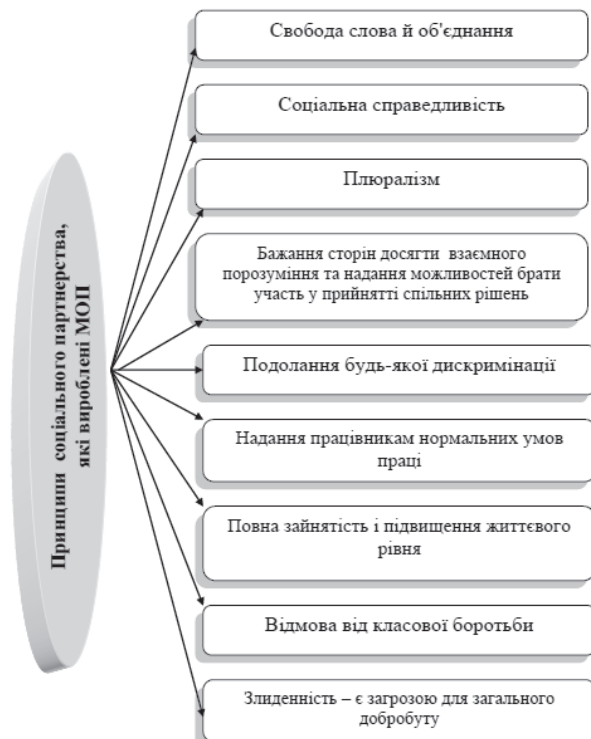 Принципи соціального партнерства,
які вироблені МОП
Свобода слова й об'єднання
Соціальна справедливість
Плюралізм
Бажання сторін досягти взаємного
порозуміння та надання можливостей брати
участь у прийнятті спільних рішень
Подолання будь-якої дискримінації
Надання працівникам нормальних умов
праці
Повна зайнятість і підвищення життєвого
рівня
Відмова від класової боротьби
Злиденність – є загрозою для загального
добробуту